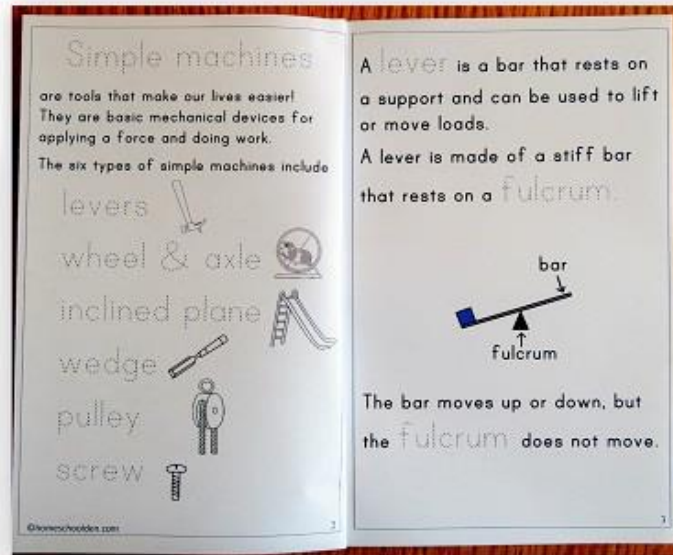 Simple machines
are tools that make our lives easier!
They are basic mechanical devices for
applying a force and doing work.
The six types of simple machines include
levers
wheel & axle
inclined plane
wedge
pulley
screw
©homeschoolden.com
2
A lever is a bar that rests on
a support and can be used to lift
or move loads.
A lever is made of a stiff bar
that rests on a fulcrum.
bar
fulcrum
The bar moves up or down, but
the fulcrum does not move.
3